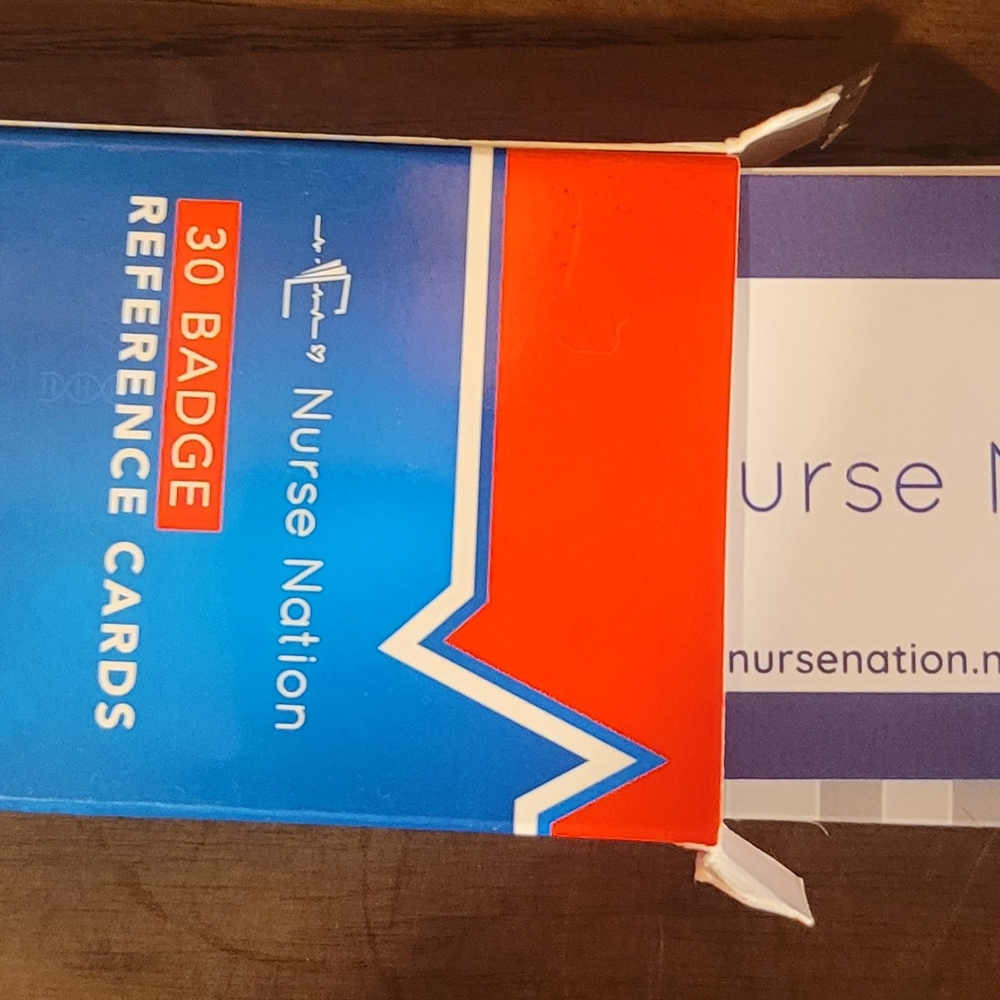 Nurse Nation
30 BADGE
REFERENCE CARDS
urse
nursenation.n